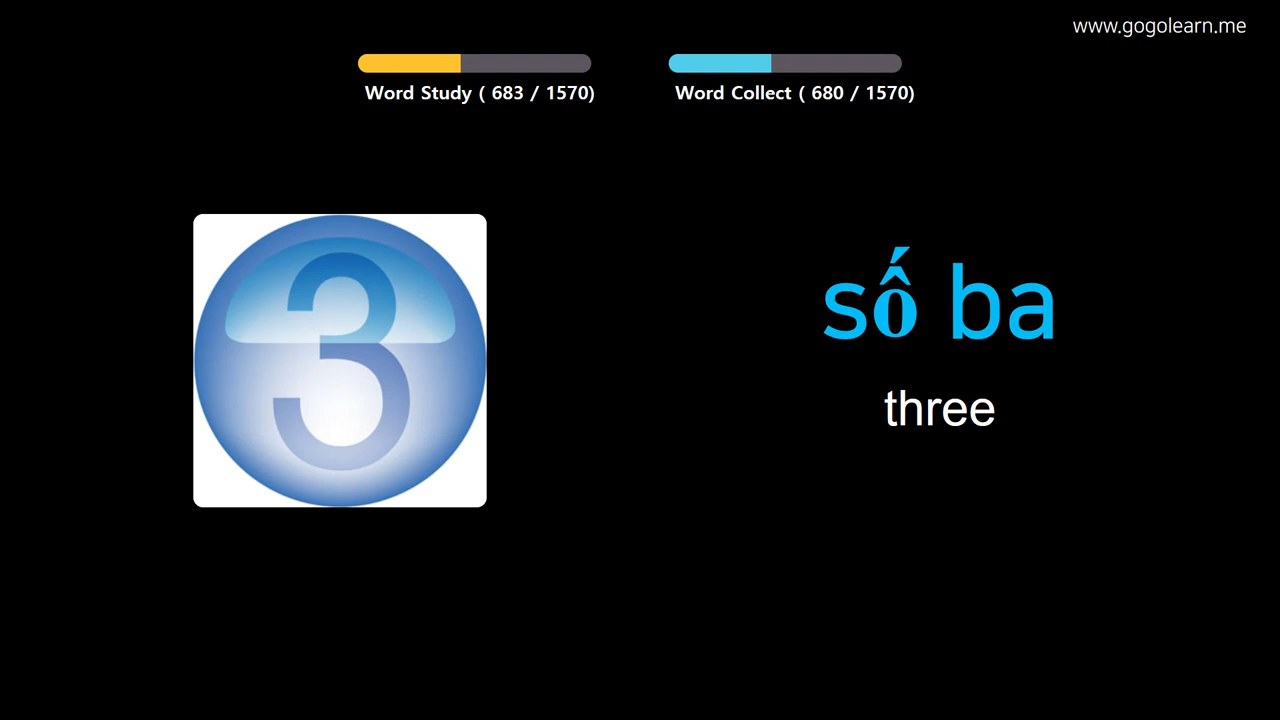 www.gogolearn.me
Word Study ( 683 / 1570)
Word Collect ( 680 / 1570)
3
số ba
three